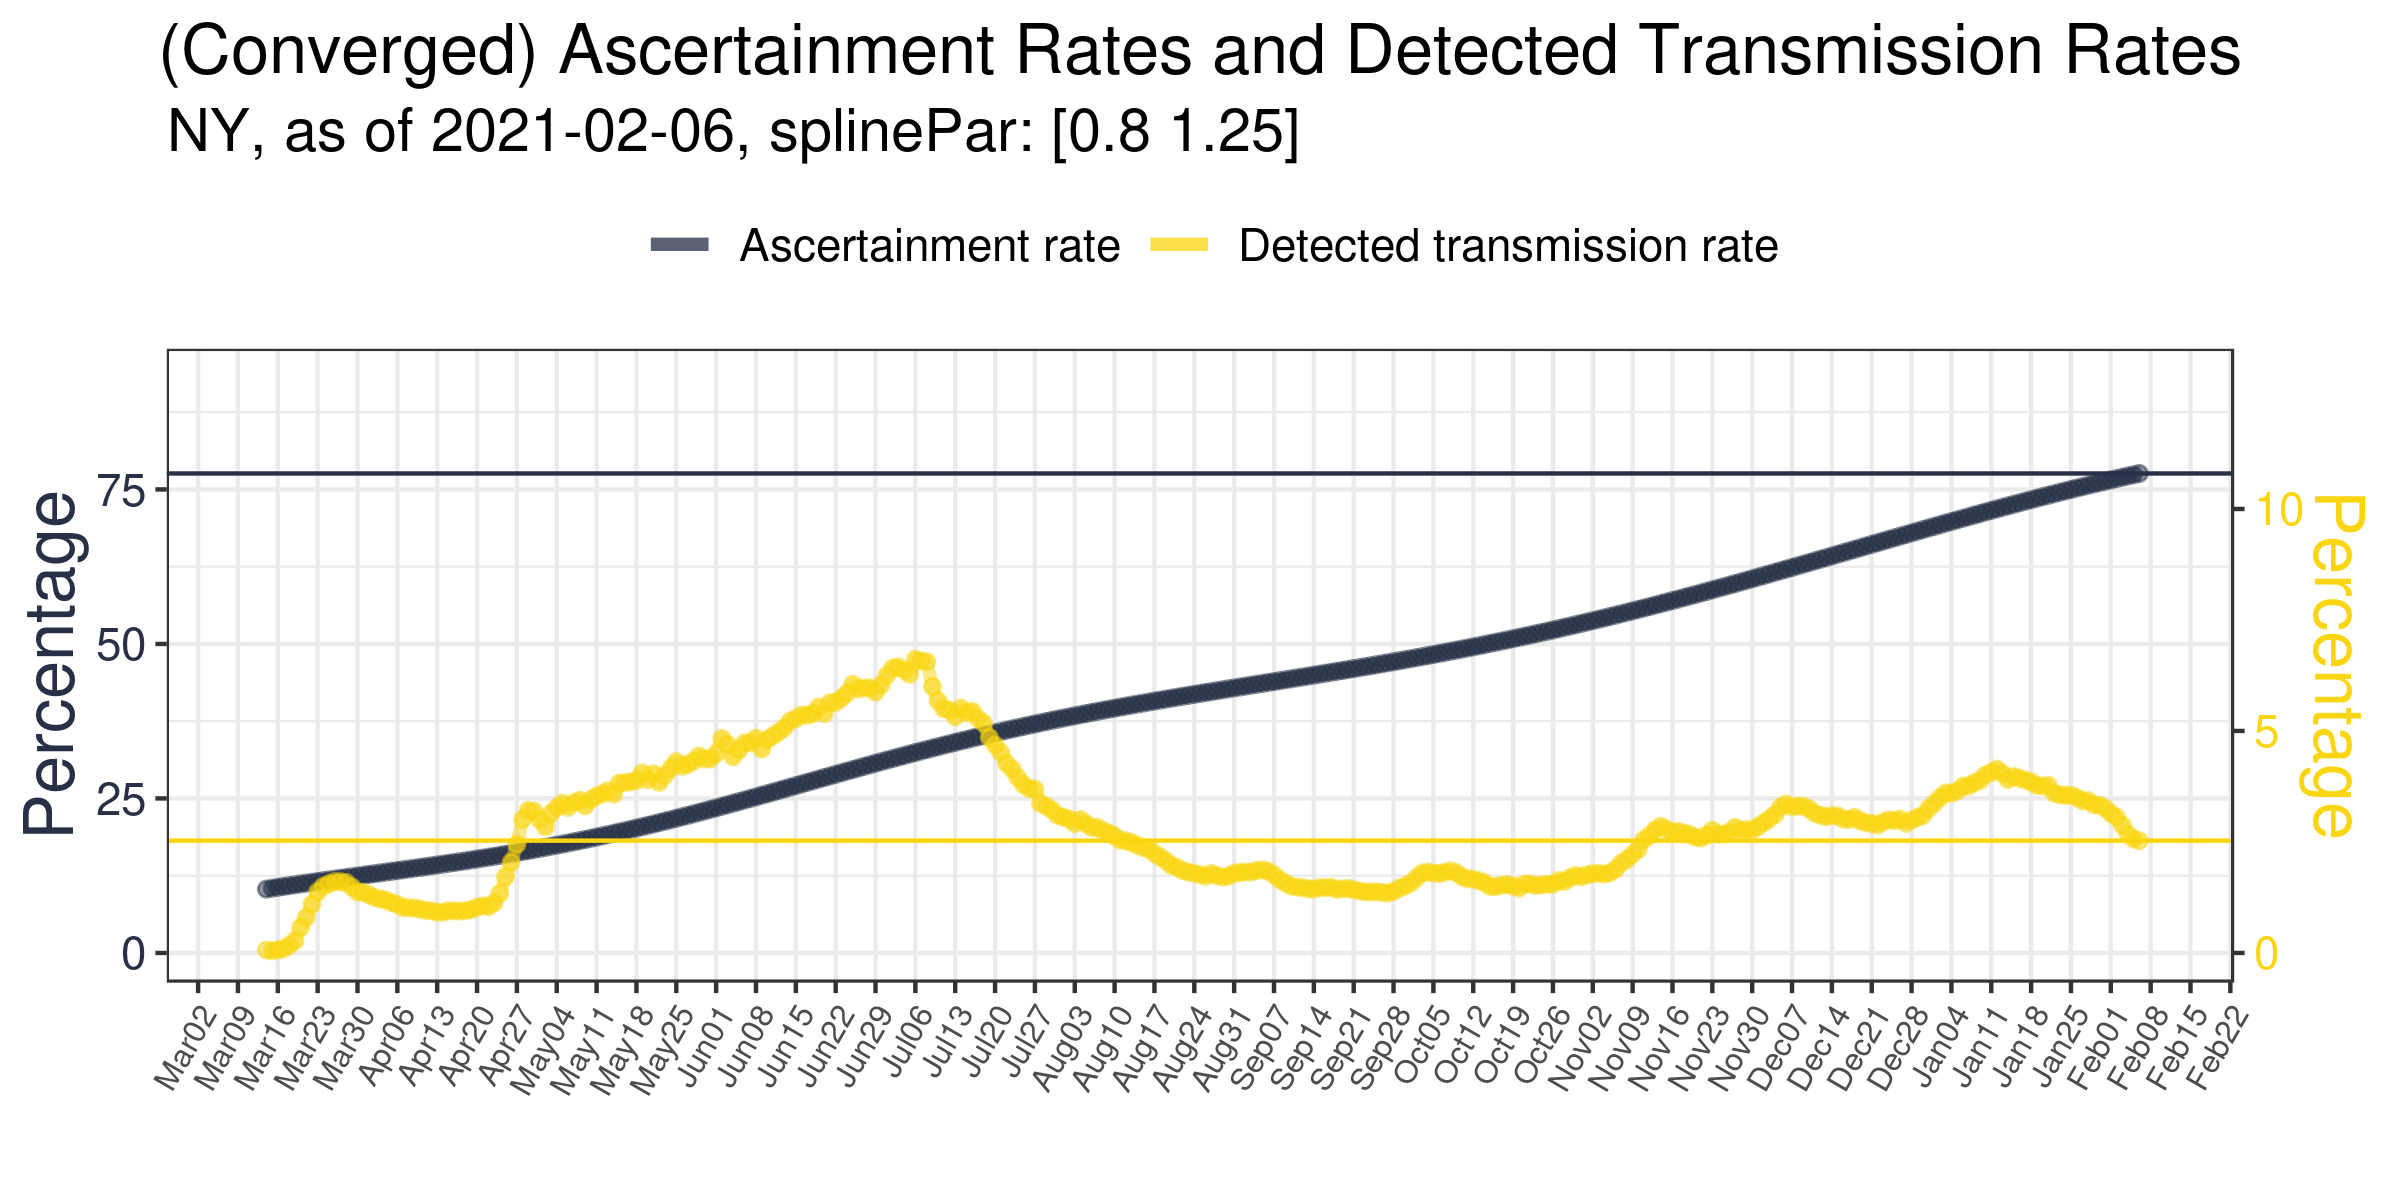 (Converged) Ascertainment Rates and Detected Transmission Rates
NY, as of 2021-02-06, splinePar: [0.8 1.25]
Ascertainment rate
Detected transmission rate
Percentage
75
50
25
0
10
5
0
Percentage
Mar02
Mar09
Mar16
Mar23
Mar30
Apr06
Apr13
Apr20
Apr27
May04
May11
May18
May25
Jun01
Jun08
Jun15
Jun22
Jun29
Jul06
Jul13
Jul20
Jul27
Aug03
Aug10
Aug17
Aug24
Aug31
Sep07
Sep14
Sep21
Sep28
Oct05
Oct12
Oct19
Oct26
Nov02
Nov09
Nov16
Nov23
Nov30
Dec07
Dec14
Dec21
Dec28
Jan04
Jan11
Jan18
Jan25
Feb01
Feb08
Feb15
Feb22